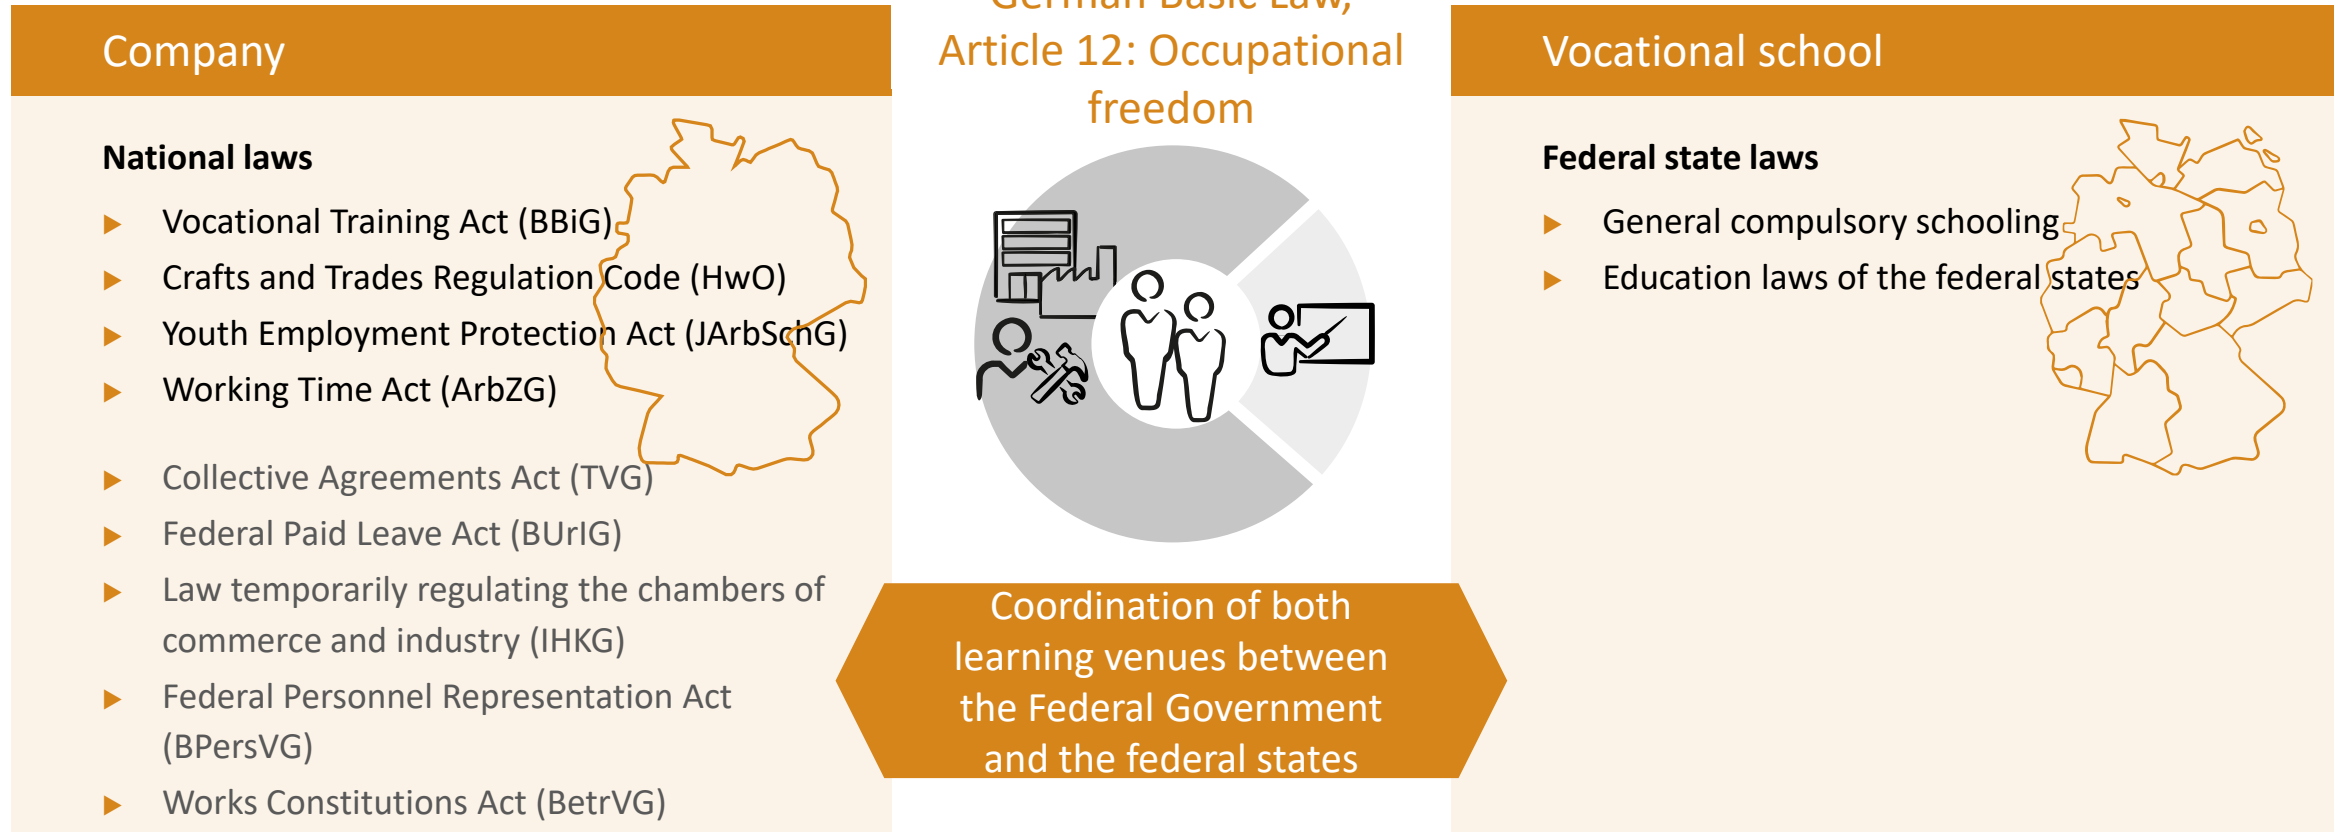 Company
National laws
Vocational Training Act (BBiG)
Crafts and Trades Regulation Code (HwO)
Youth Employment Protection Act (JArbSchG)
Working Time Act (ArbZG)
Collective Agreements Act (TVG)
Federal Paid Leave Act (BUrlG)
Law temporarily regulating the chambers of
commerce and industry (IHKG)
Federal Personnel Representation Act
(BPersVG)
Works Constitutions Act (BetrVG)
German Basic Law,
Article 12: Occupational
freedom
Coordination of both
learning venues between
the Federal Government
and the federal states
Vocational school
Federal state laws
General compulsory schooling
Education laws of the federal states